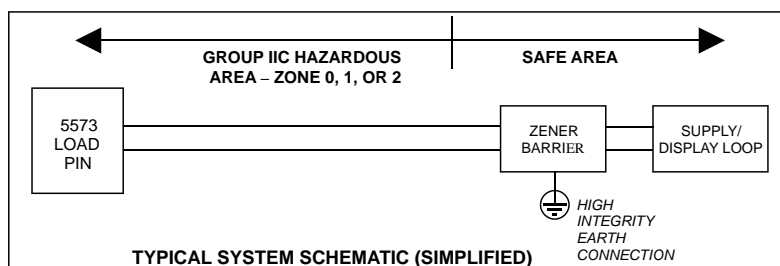 GROUP IIC HAZARDOUS
AREA – ZONE 0, 1, OR 2
SAFE AREA
5573
LOAD
PIN
ZENER
BARRIER
SUPPLY/
DISPLAY LOOP
HIGH
INTEGRITY
EARTH
CONNECTION
TYPICAL SYSTEM SCHEMATIC (SIMPLIFIED)